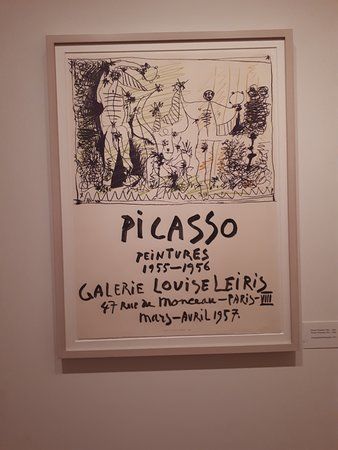 PiCASSO
PEINTURES
1955—1956
GALERIE LOUISE LEIRIS
47 Rue de Monceau—PARIS—VIII
Mars—AVRIL 1957.